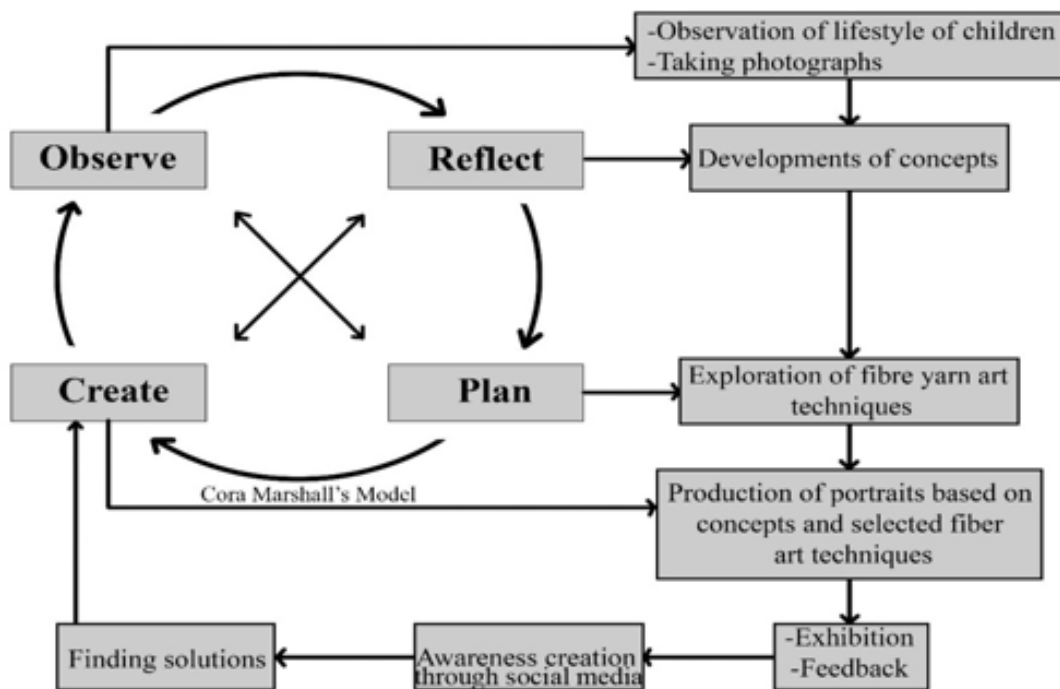 -Observation of lifestyle of children
-Taking photographs
Observe
Reflect
Developments of concepts
Create
Plan
Exploration of fibre yarn art
techniques
Cora Marshall's Model
Production of portraits based on
concepts and selected fiber
art techniques
Finding solutions
Awareness creation
through social media
-Exhibition
-Feedback